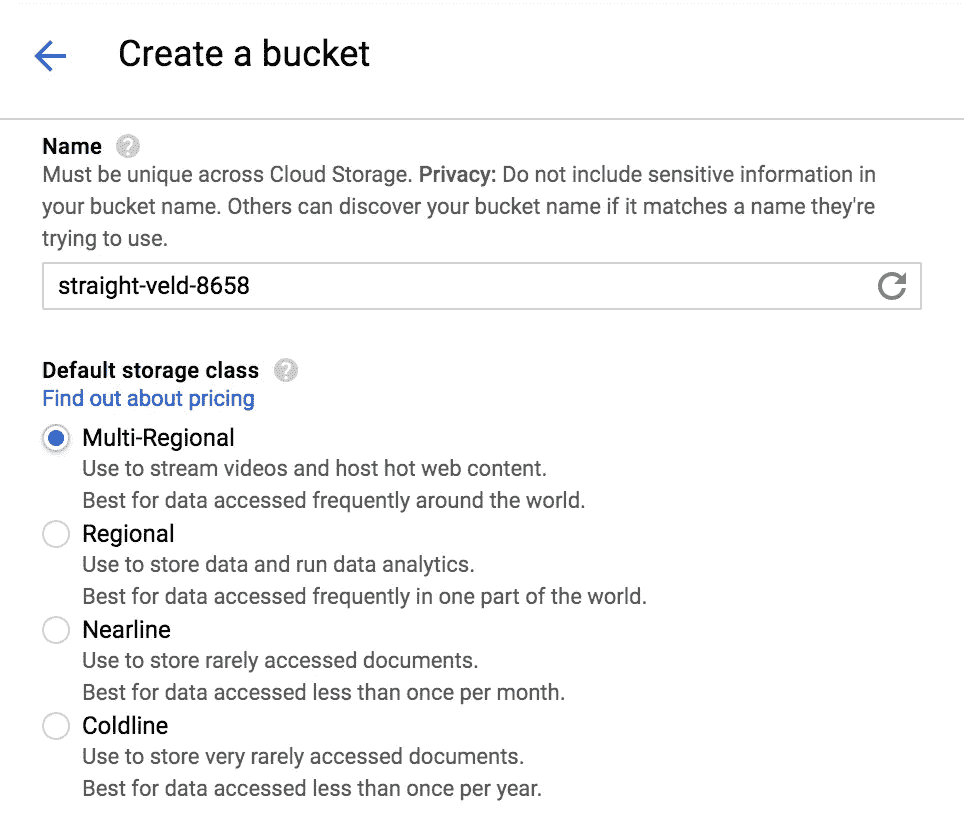 Create a bucket
Name
Must be unique across Cloud Storage. Privacy: Do not include sensitive information in
your bucket name. Others can discover your bucket name if it matches a name they're
trying to use.
straight-veld-8658
Default storage class
Find out about pricing
Multi-Regional
Use to stream videos and host hot web content.
Best for data accessed frequently around the world.
Regional
Use to store data and run data analytics.
Best for data accessed frequently in one part of the world.
Nearline
Use to store rarely accessed documents.
Best for data accessed less than once per month.
Coldline
Use to store very rarely accessed documents.
Best for data accessed less than once per year.